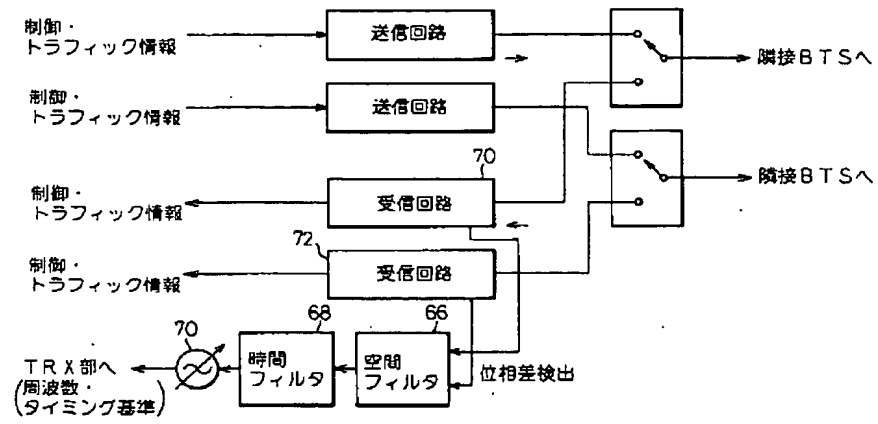 制御・
トラフィック情報
送信回路
隣接BTSへ
制御・
トラフィック情報
送信回路
隣接BTSへ
70
制御・
トラフィック情報
受信回路
72
制御・
トラフィック情報
受信回路
70
68
66
TRX部へ
(周波数・
タイミング基準)
時間
フィルタ
空間
フィルタ
位相差検出